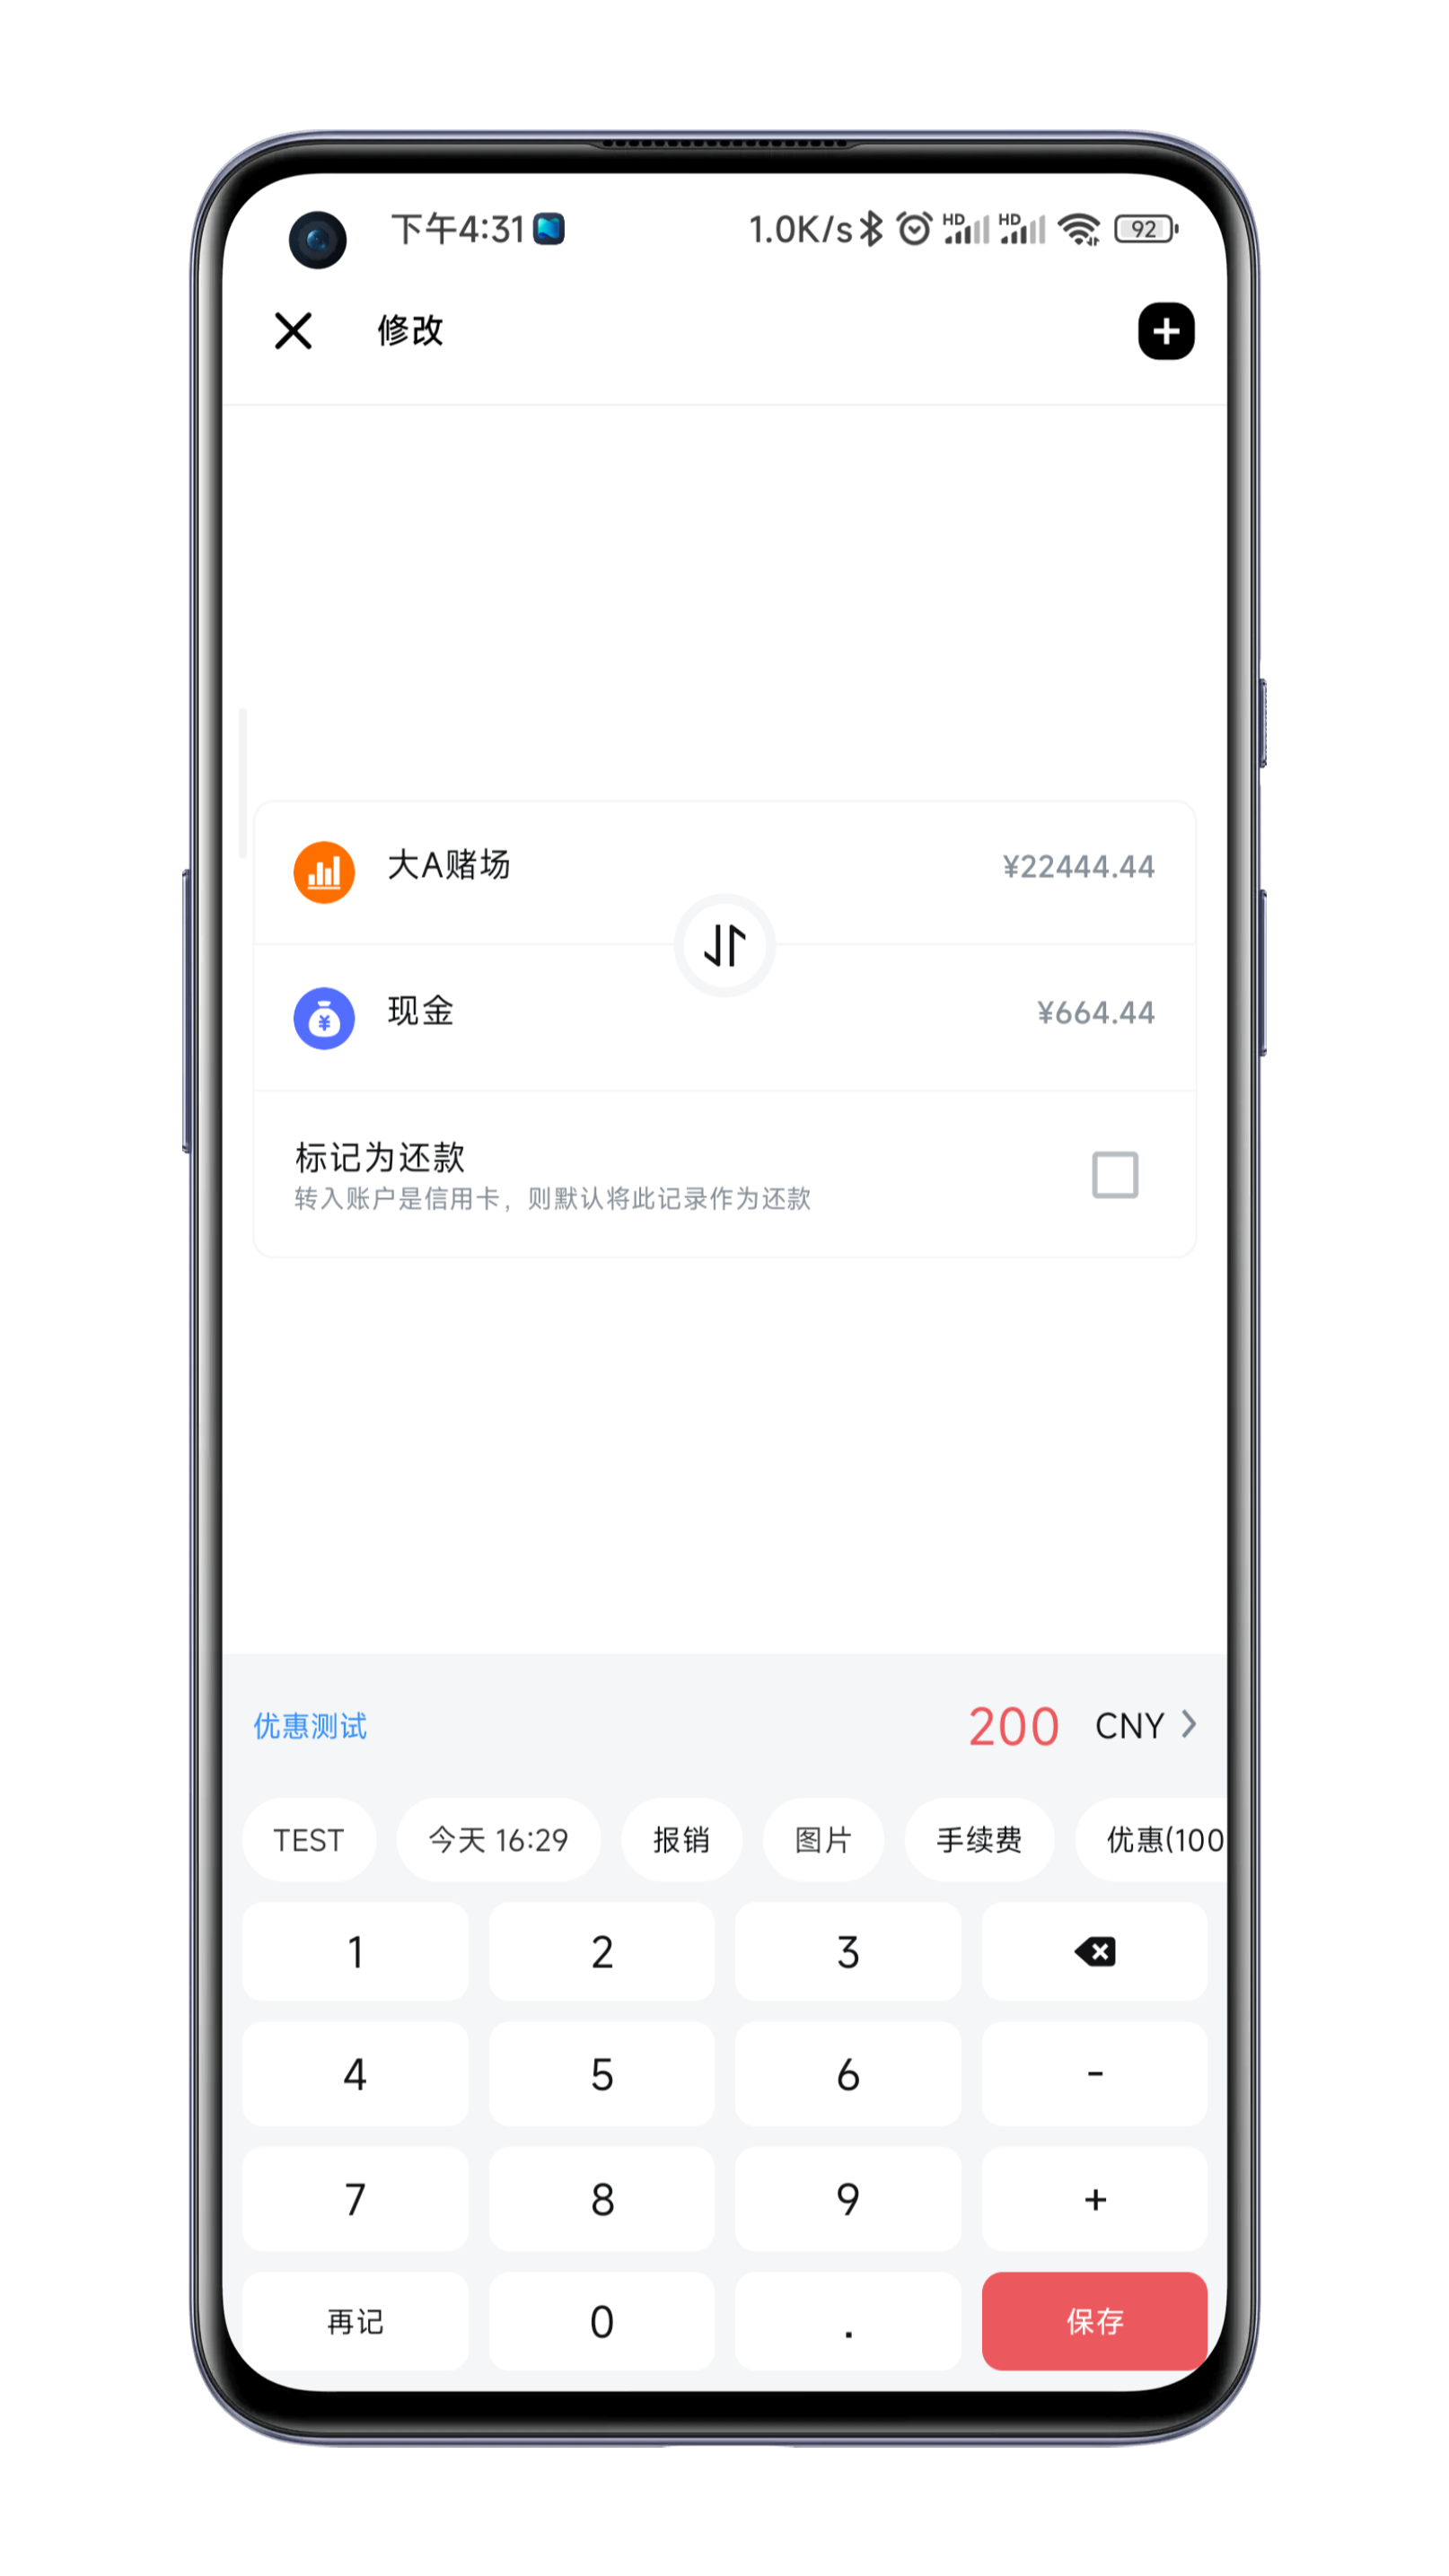 下午4:31 1.0K/s HD HD 92
修改
大A赌场 ¥22444.44
现金 ¥664.44
标记为还款
转入账户是信用卡，则默认将此记录作为还款
优惠测试 200 CNY
TEST 今天 16:29 报销 图片 手续费 优惠(100
1 2 3
4 5 6 -
7 8 9 +
再记 0 . 保存